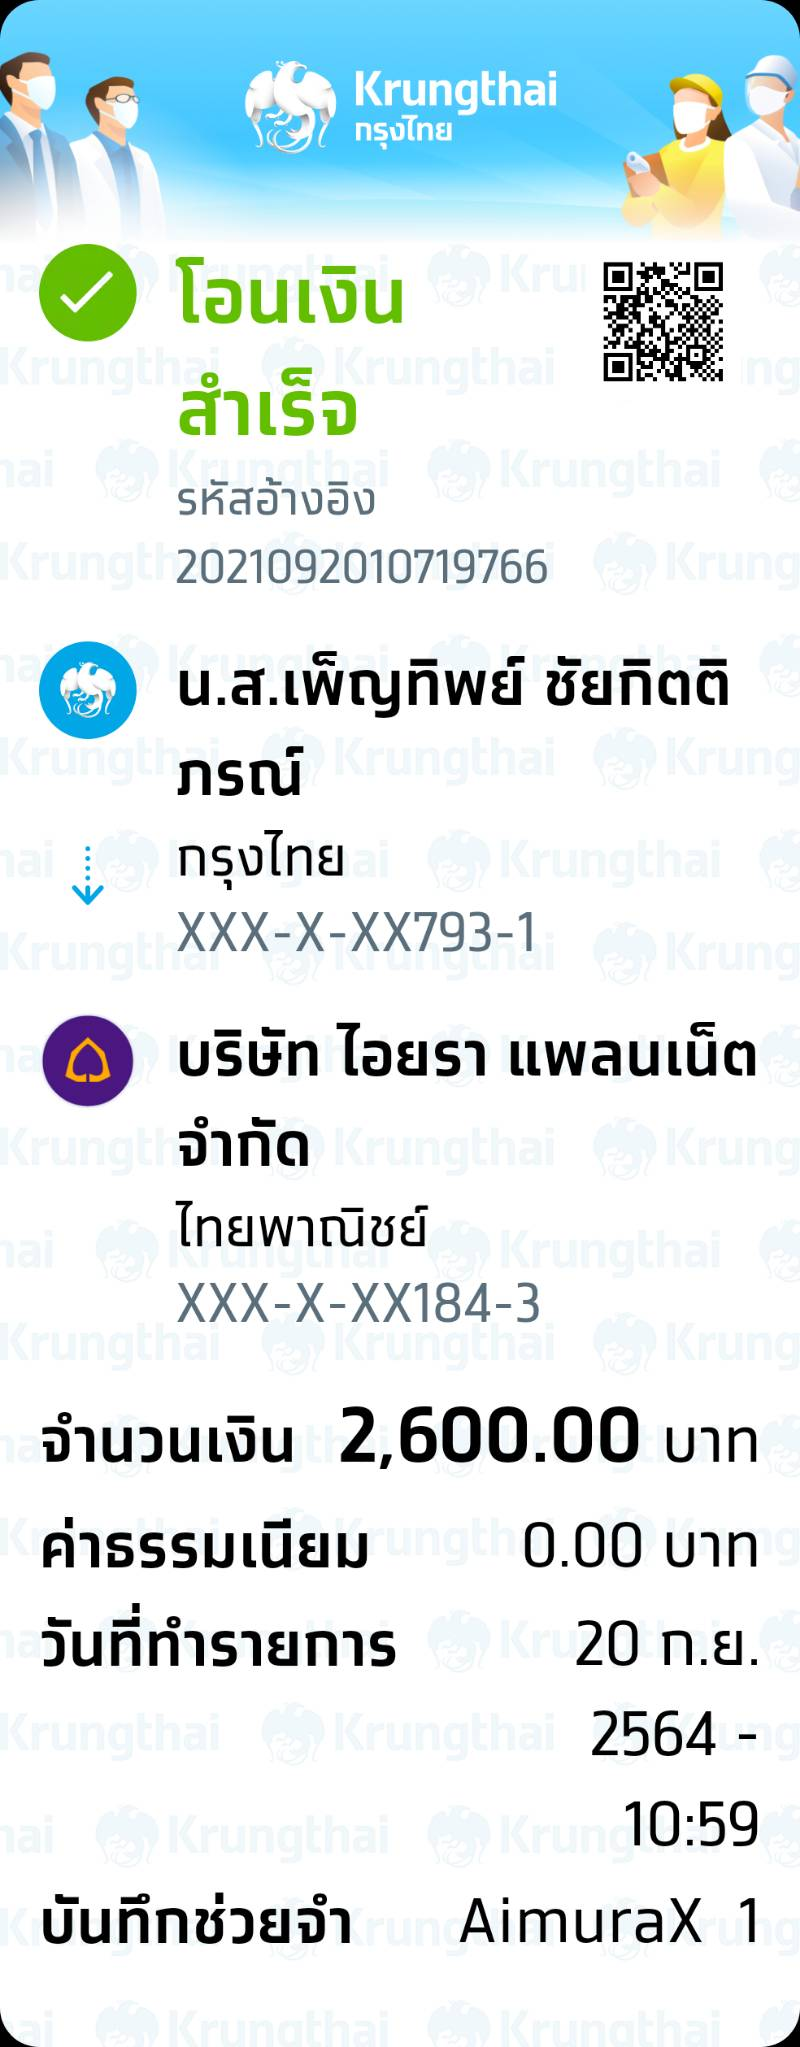 Krungthai
กรุงไทย
โอนเงิน
สำเร็จ
รหัสอ้างอิง
2021092010719766
น.ส.เพ็ญทิพย์ ชัยกิตติ
ภรณ์
กรุงไทย
XXX-X-XX793-1
บริษัท ไอยรา แพลนเน็ต
จำกัด
ไทยพาณิชย์
XXX-X-XX184-3
จำนวนเงิน 2,600.00 บาท
ค่าธรรมเนียม 0.00 บาท
วันที่ทำรายการ 20 ก.ย.
2564 -
10:59
บันทึกช่วยจำ AimuraX 1